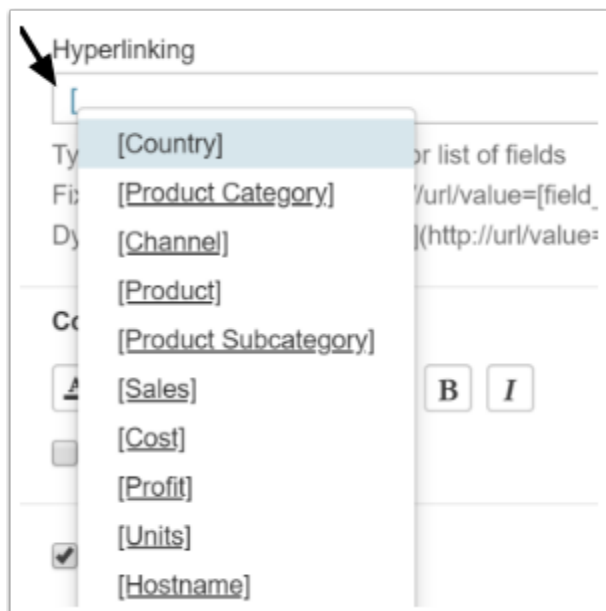 Hyperlinking
[
[Country]
Ty or list of fields
[Product Category]
Fix /url/value=[field_
[Channel]
Dy ](http://url/value=
[Product]
Co
[Product Subcategory]
A [Sales] B I
[Cost]
[Profit]
[Units]
[Hostname]